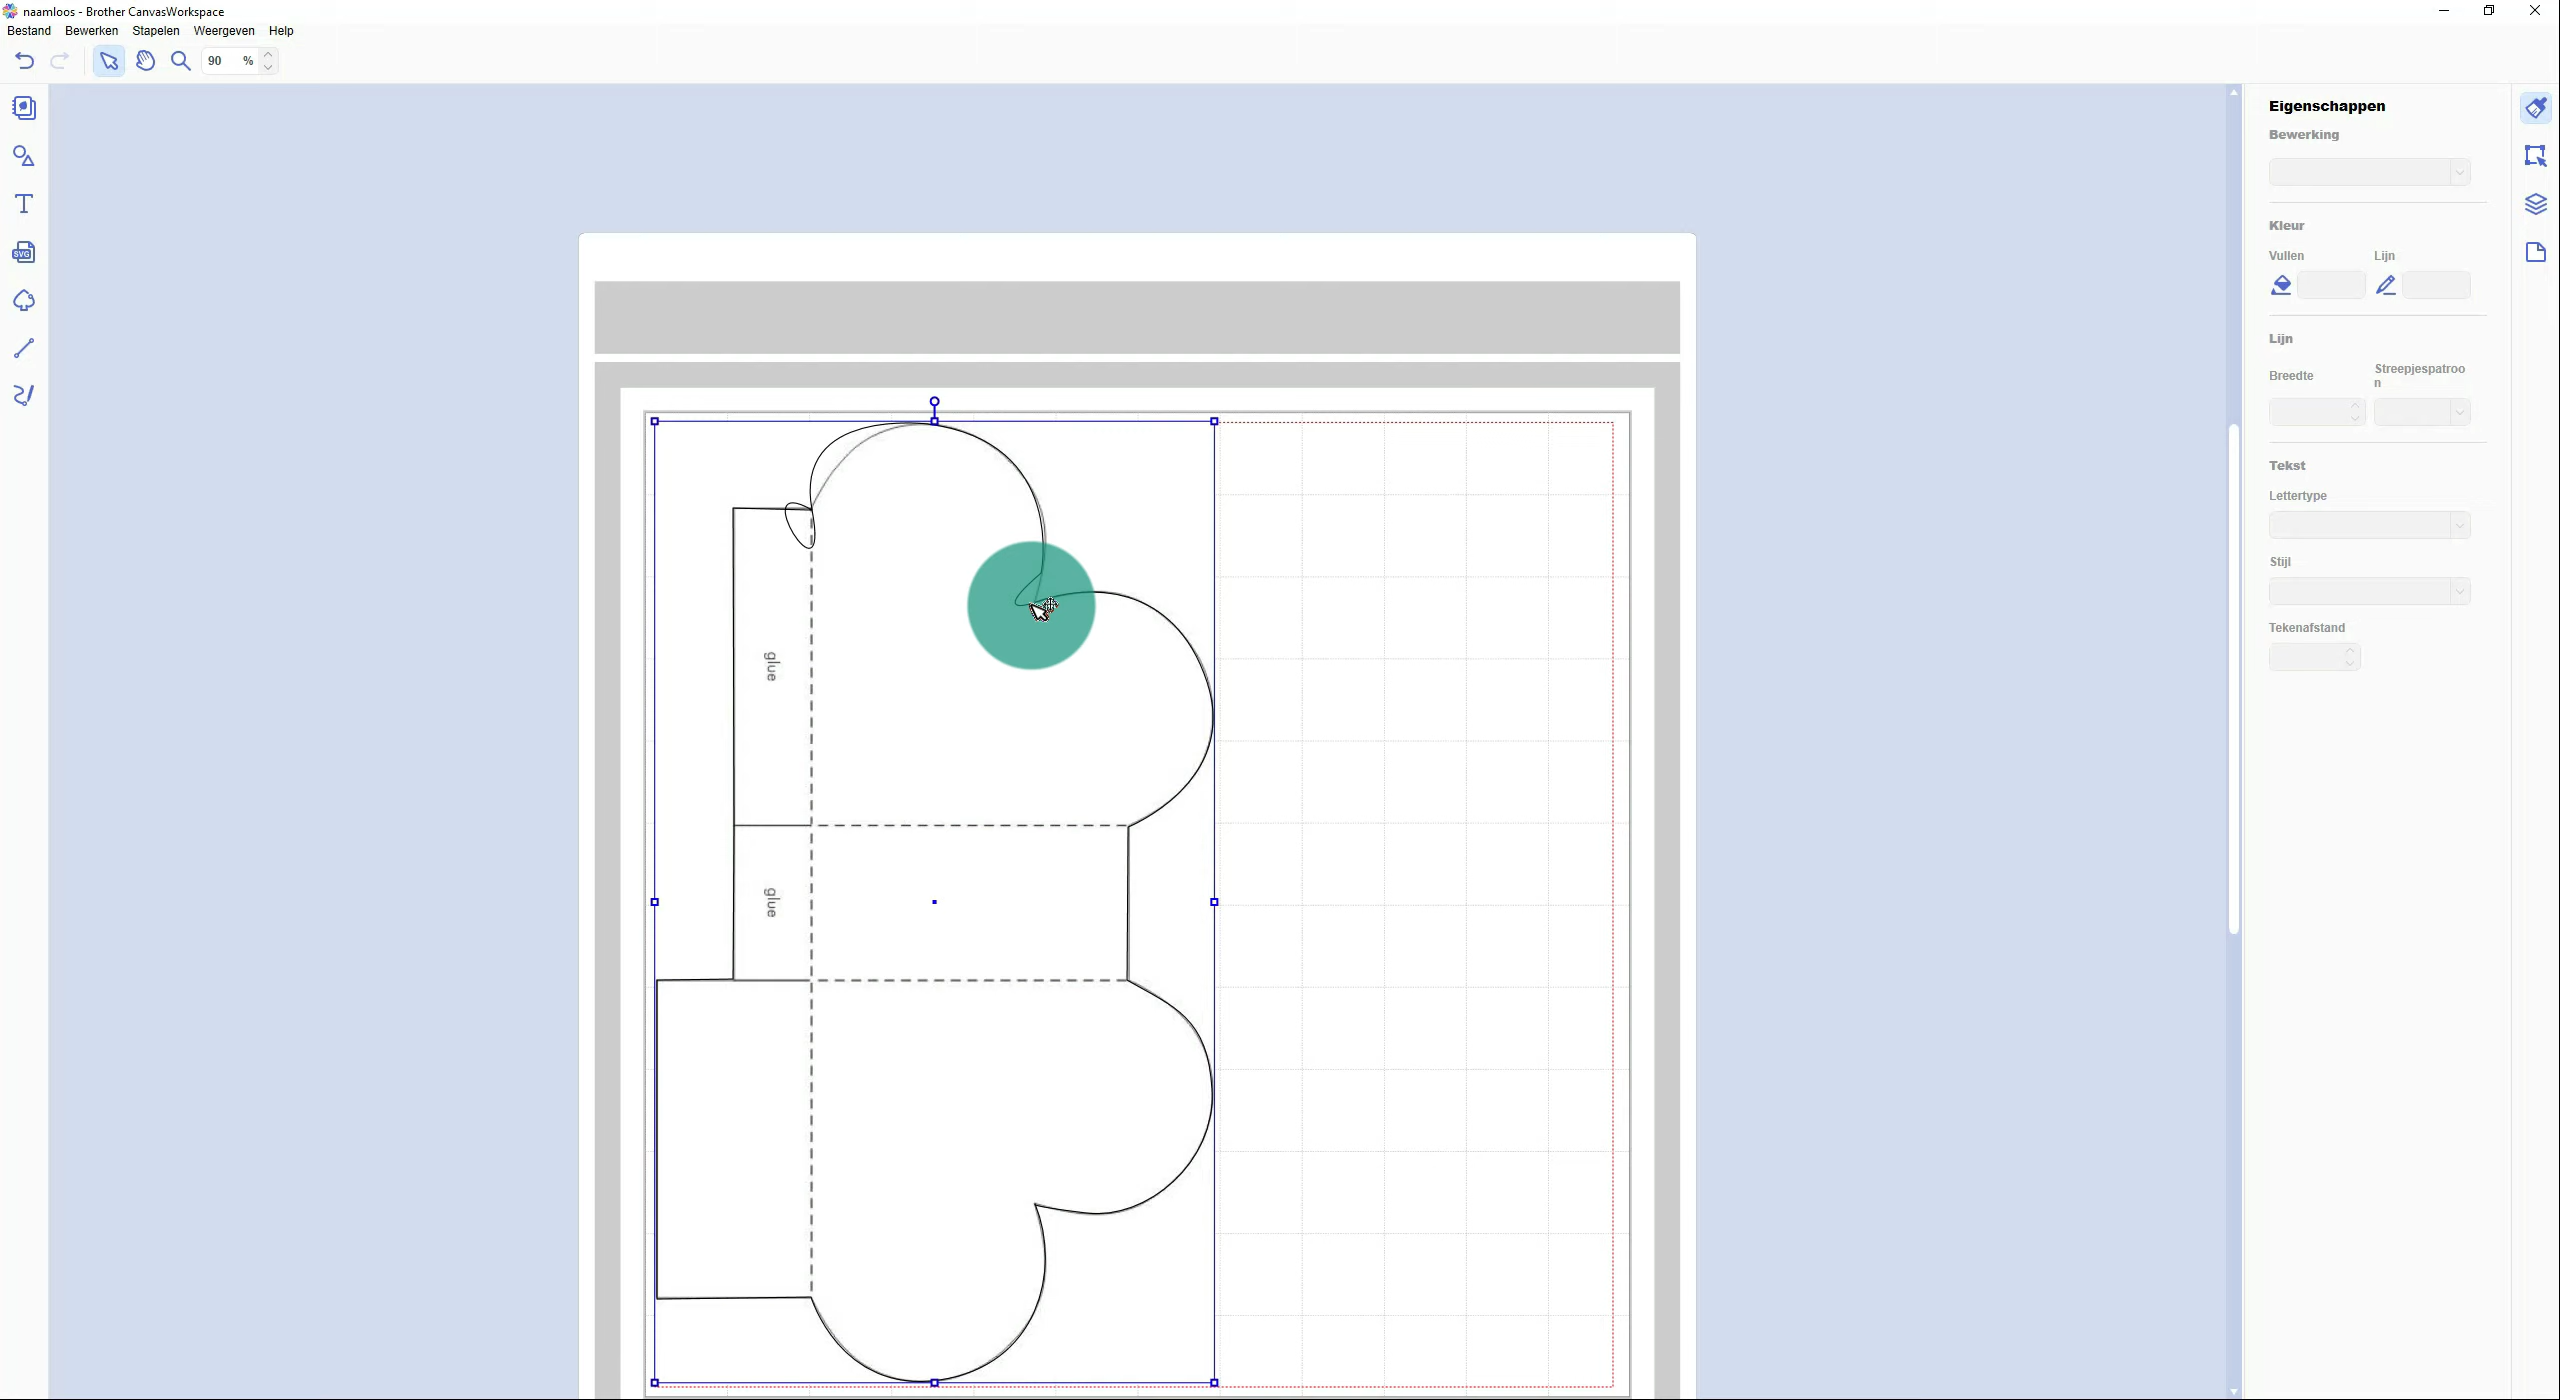 naamloos - Brother CanvasWorkspace
Bestand Bewerken Stapelen Weergeven Help
90 %
Eigenschappen
Bewerking
T
SVG
Kleur
Vullen Lijn
Lijn
Breedte Streepjespatroo
n
Tekst
Lettertype
Stijl
Tekenafstand
glue
glue